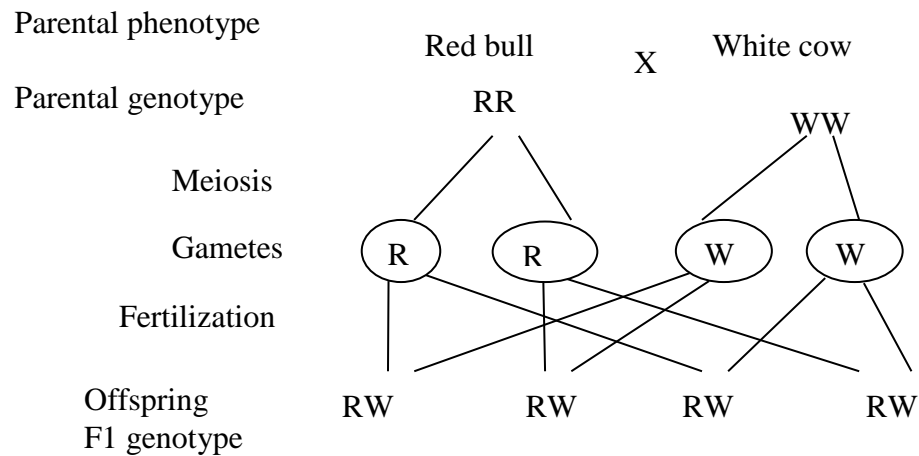 Parental phenotype
Red bull X White cow
Parental genotype RR WW
Meiosis
Gametes R R W W
Fertilization
Offspring RW RW RW RW
F1 genotype